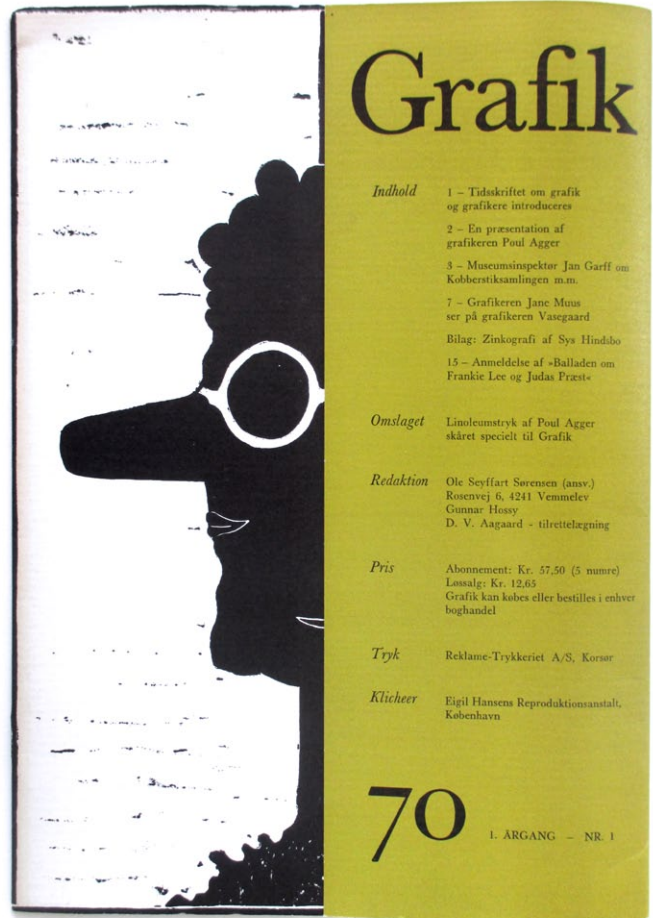 Grafik
Indhold
1 – Tidsskriftet om grafik
og grafikere introduceres
2 – En præsentation af
grafikeren Poul Agger
3 – Museumsinspektør Jan Garff om
Kobberstiksamlingen m.m.
7 – Grafikeren Jane Muus
ser på grafikeren Vasegaard
Bilag: Zinkografi af Sys Hindsbo
15 – Anmeldelse af »Balladen om
Frankie Lee og Judas Præst«
Omslaget
Linoleumstryk af Poul Agger
skåret specielt til Grafik
Redaktion
Ole Seyffart Sørensen (ansv.)
Rosenvej 6, 4241 Vemmelev
Gunnar Hossy
D. V. Aagaard - tilrettelægning
Pris
Abonnement: Kr. 57,50 (5 numre)
Løssalg: Kr. 12,65
Grafik kan købes eller bestilles i enhver
boghandel
Tryk
Reklame-Trykkeriet A/S, Korsør
Klicheer
Eigil Hansens Reproduktionsanstalt,
København
70
1. ÅRGANG – NR. 1